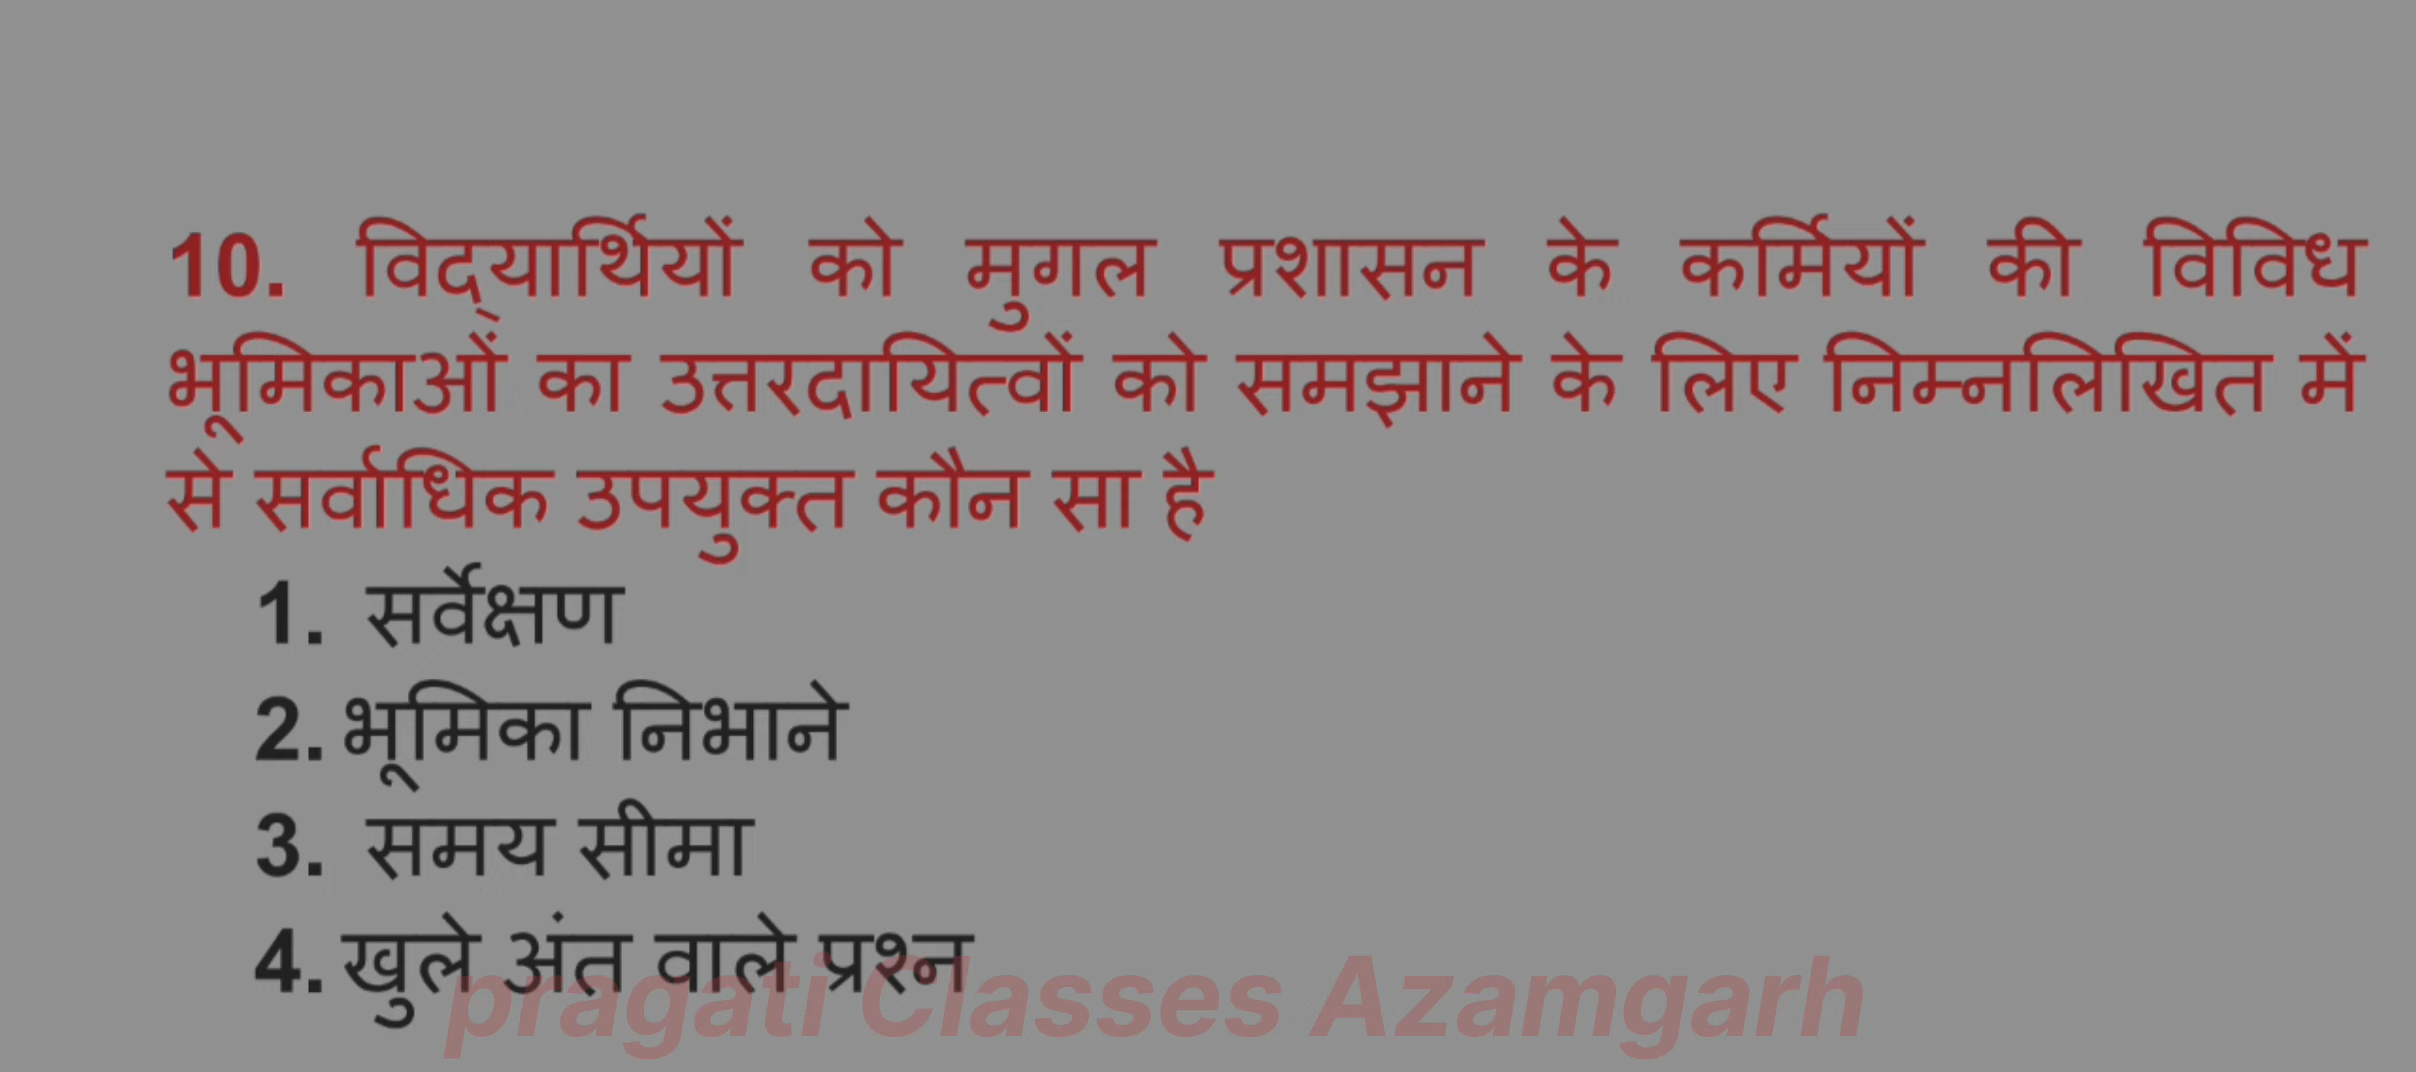 10. विद्यार्थियों को मुगल प्रशासन के कर्मियों की विविध
भूमिकाओं का उत्तरदायित्वों को समझाने के लिए निम्नलिखित में
से सर्वाधिक उपयुक्त कौन सा है
1. सर्वेक्षण
2. भूमिका निभाने
3. समय सीमा
4. खुले अंत वाले प्रश्न
pragati Classes Azamgarh